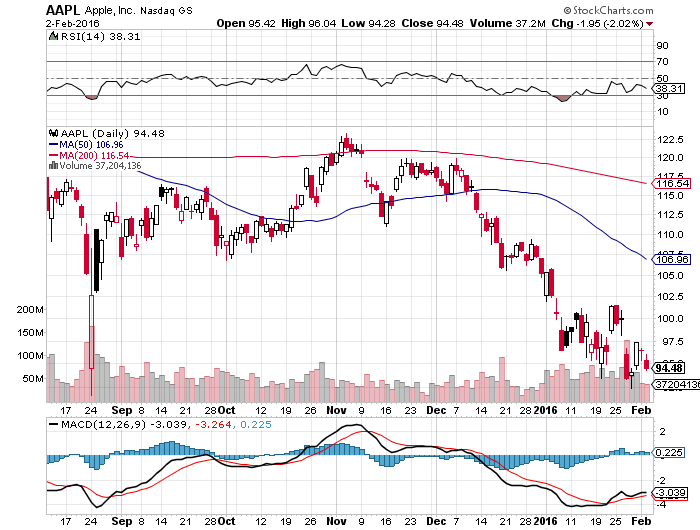 AAPL Apple, Inc. Nasdaq GS © StockCharts.com
2-Feb-2016 Open 95.42 High 96.04 Low 94.28 Close 94.48 Volume 37.2M Chg -1.95 (-2.02%)
RSI(14) 38.31
90
70
50
38.31
30
10
AAPL (Daily) 94.48
MA(50) 106.96
MA(200) 116.54
Volume 37,204,136
122.5
120.0
117.5
116.54
115.0
112.5
110.0
107.5
106.96
105.0
102.5
100.0
97.5
94.48
37204136
200M
150M
100M
50M
17 24 Sep 8 14 21 28 Oct 12 19 26 Nov 9 16 23 Dec 7 14 21 28 2016 11 19 25 Feb
MACD(12,26,9) -3.039, -3.264, 0.225
2
0.225
-2
-3.039
-4
17 24 Sep 8 14 21 28 Oct 12 19 26 Nov 9 16 23 Dec 7 14 21 28 2016 11 19 25 Feb